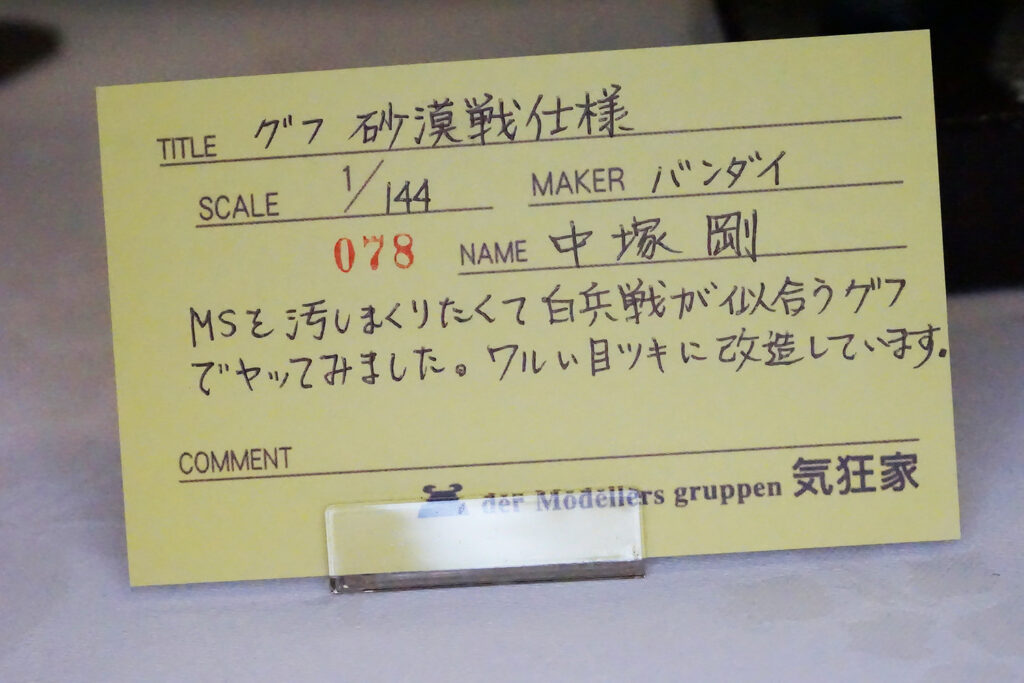 TITLE グフ 砂漠戦仕様
SCALE 1/144 MAKER バンダイ
078 NAME 中塚 剛
MSを汚しまくりたくて白兵戦が似合うグフ
でヤッてみました。ワルい目ツキに改造しています。
COMMENT
der Modellers gruppen 気狂家